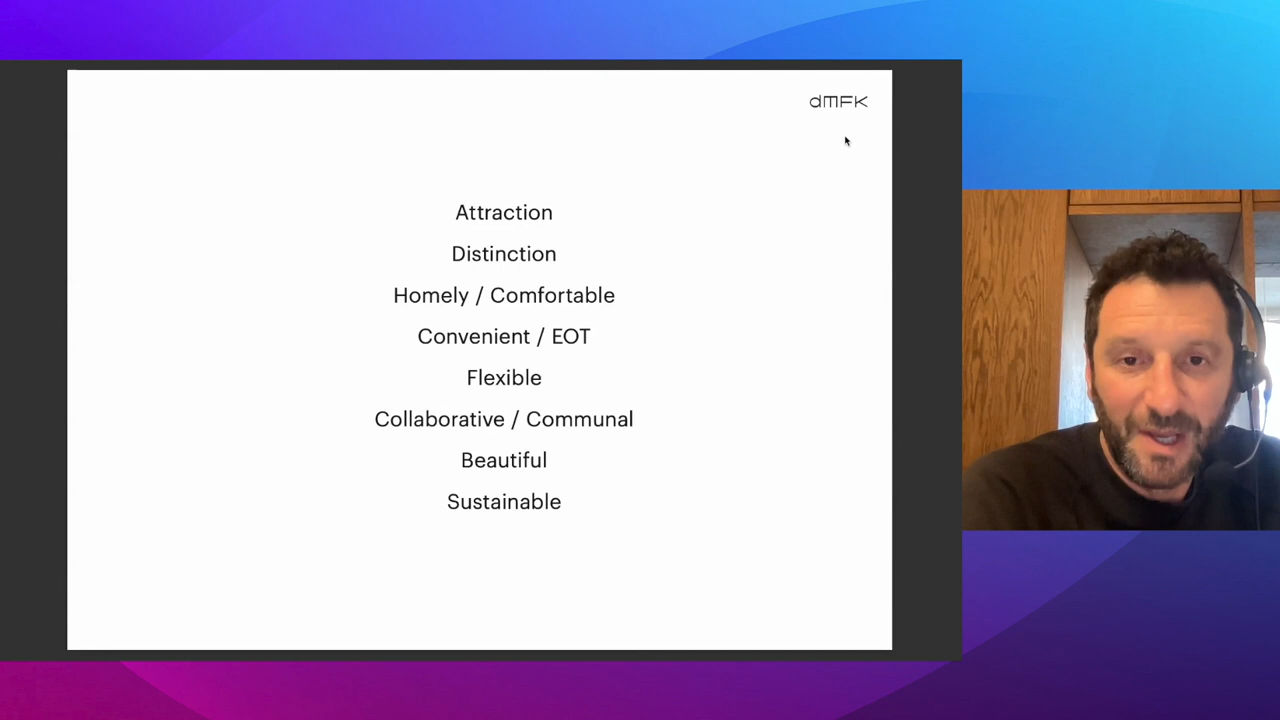 dMFK
Attraction
Distinction
Homely / Comfortable
Convenient / EOT
Flexible
Collaborative / Communal
Beautiful
Sustainable